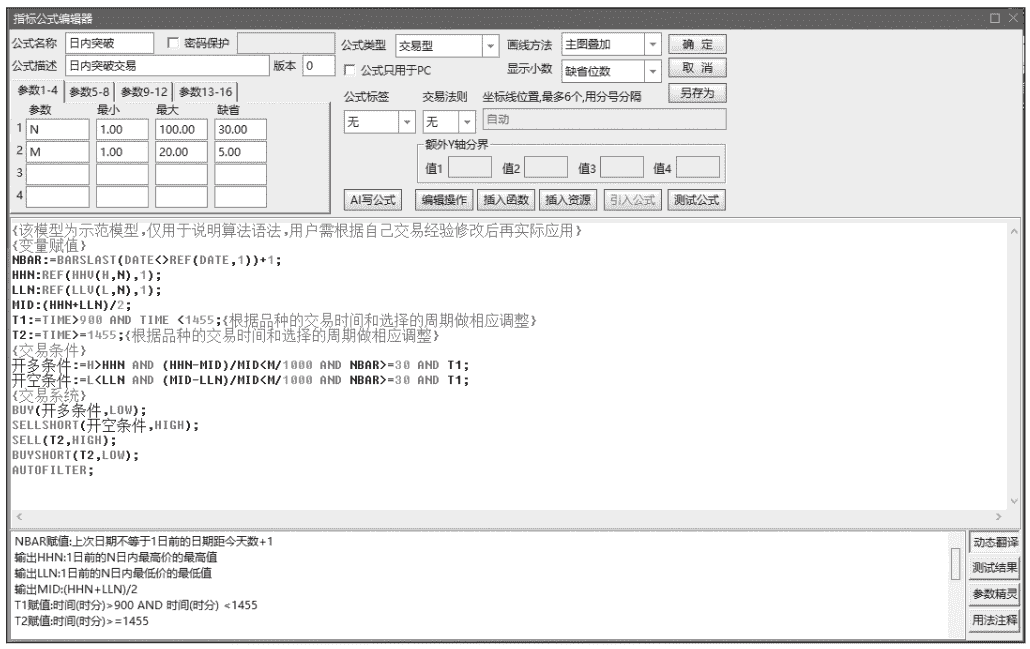 指标公式编辑器
公式名称 日内突破 密码保护 公式类型 交易型 画线方法 主图叠加 确 定
公式描述 日内突破交易 版本 0 公式只用于PC 显示小数 缺省位数 取 消
参数1-4 参数5-8 参数9-12 参数13-16 公式标签 交易法则 坐标线位置,最多6个,用分号分隔 另存为
参数 最小 最大 缺省
1 N 1.00 100.00 30.00 无 无 自动
2 M 1.00 20.00 5.00 额外Y轴分界
3 值1 值2 值3 值4
4 AI写公式 编辑操作 插入函数 插入资源 引入公式 测试公式
{该模型为示范模型,仅用于说明算法语法,用户需根据自己交易经验修改后再实际应用}
{变量赋值}
NBAR:=BARSLAST(DATE<>REF(DATE,1))+1;
HHN:REF(HHV(H,N),1);
LLN:REF(LLV(L,N),1);
MID:(HHN+LLN)/2;
T1:=TIME>900 AND TIME <1455;{根据品种的交易时间和选择的周期做相应调整}
T2:=TIME>=1455;{根据品种的交易时间和选择的周期做相应调整}
{交易条件}
开多条件:=H>HHN AND (HHN-MID)/MID<M/1000 AND NBAR>=30 AND T1;
开空条件:=L<LLN AND (MID-LLN)/MID<M/1000 AND NBAR>=30 AND T1;
{交易系统}
BUY(开多条件,LOW);
SELLSHORT(开空条件,HIGH);
SELL(T2,HIGH);
BUYSHORT(T2,LOW);
AUTOFILTER;
NBAR赋值:上次日期不等于1日前的日期距今天数+1
输出HHN:1日前的N日内最高价的最高值
输出LLN:1日前的N日内最低价的最低值
输出MID:(HHN+LLN)/2
T1赋值:时间(时分)>900 AND 时间(时分) <1455
T2赋值:时间(时分)>=1455
动态翻译
测试结果
参数精灵
用法注释